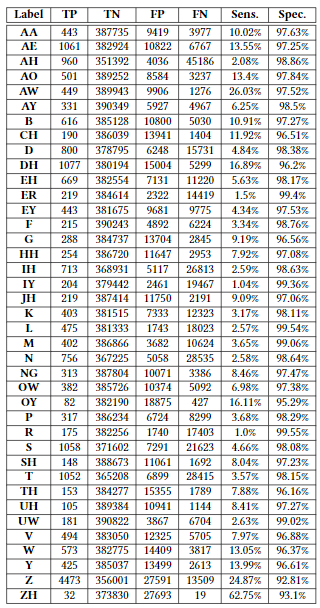 Label TP TN FP FN Sens. Spec.
AA 443 387735 9419 3977 10.02% 97.63%
AE 1061 382924 10822 6767 13.55% 97.25%
AH 960 351392 4036 45186 2.08% 98.86%
AO 501 389252 8584 3237 13.4% 97.84%
AW 449 389943 9906 1276 26.03% 97.52%
AY 331 390349 5927 4967 6.25% 98.5%
B 616 385128 10800 5030 10.91% 97.27%
CH 190 386039 13941 1404 11.92% 96.51%
D 800 378795 6248 15731 4.84% 98.38%
DH 1077 380194 15004 5299 16.89% 96.2%
EH 669 382554 7131 11220 5.63% 98.17%
ER 219 384614 2322 14419 1.5% 99.4%
EY 443 381675 9681 9775 4.34% 97.53%
F 215 390243 4892 6224 3.34% 98.76%
G 288 384737 13704 2845 9.19% 96.56%
HH 254 386720 11647 2953 7.92% 97.08%
IH 713 368931 5117 26813 2.59% 98.63%
IY 204 379442 2461 19467 1.04% 99.36%
JH 219 387414 11750 2191 9.09% 97.06%
K 403 381515 7333 12323 3.17% 98.11%
L 475 381333 1743 18023 2.57% 99.54%
M 402 386866 3682 10624 3.65% 99.06%
N 756 367225 5058 28535 2.58% 98.64%
NG 313 387804 10071 3386 8.46% 97.47%
OW 382 385726 10374 5092 6.98% 97.38%
OY 82 382190 18875 427 16.11% 95.29%
P 317 386234 6724 8299 3.68% 98.29%
R 175 382256 1740 17403 1.0% 99.55%
S 1058 371602 7291 21623 4.66% 98.08%
SH 148 388673 11061 1692 8.04% 97.23%
T 1052 365208 6899 28415 3.57% 98.15%
TH 153 384277 15355 1789 7.88% 96.16%
UH 105 389384 10941 1144 8.41% 97.27%
UW 181 390822 3867 6704 2.63% 99.02%
V 494 383050 12325 5705 7.97% 96.88%
W 573 382775 14409 3817 13.05% 96.37%
Y 425 385037 13499 2613 13.99% 96.61%
Z 4473 356001 27591 13509 24.87% 92.81%
ZH 32 373830 27693 19 62.75% 93.1%